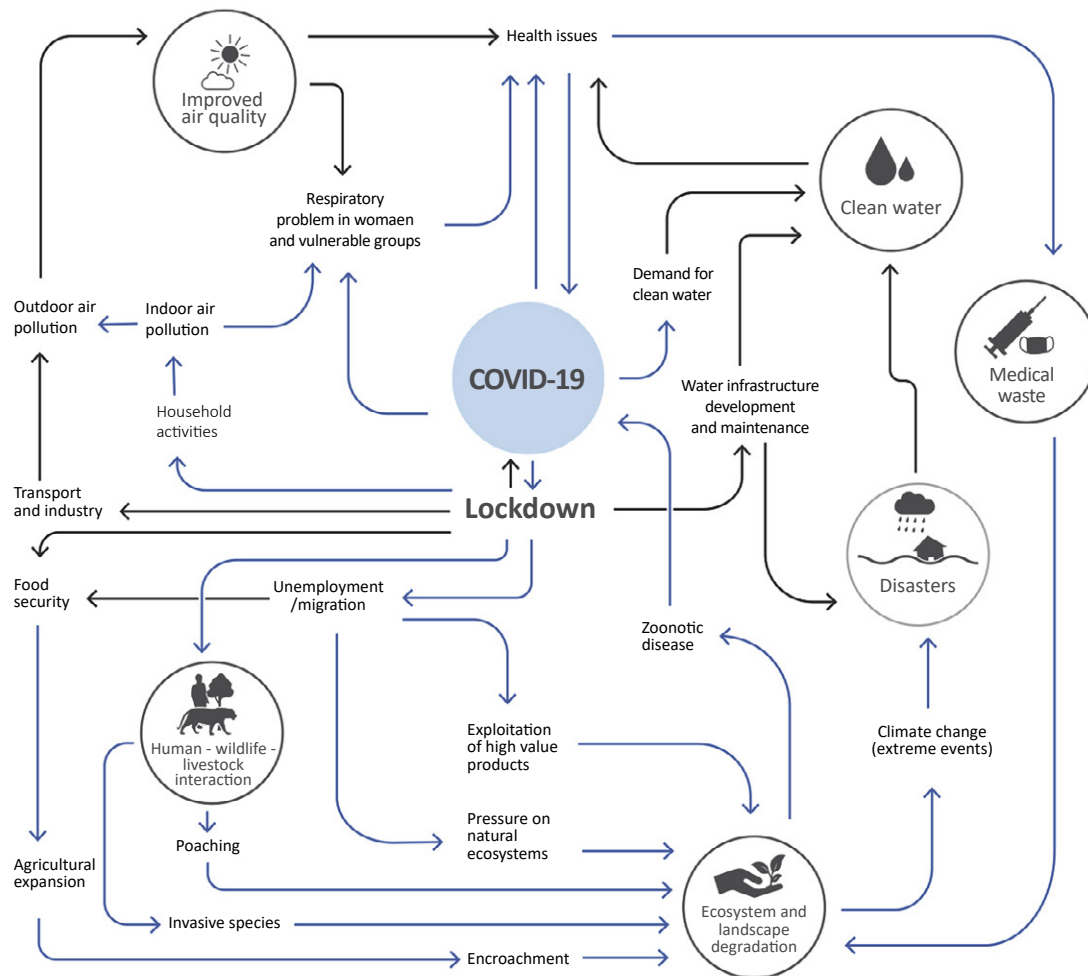 Health issues
Improved
air quality
Clean water
Respiratory
problem in womaen
and vulnerable groups
Demand for
clean water
Outdoor air
pollution
Indoor air
pollution
Medical
waste
COVID-19
Water infrastructure
development
and maintenance
Household
activities
Transport
and industry
Lockdown
Disasters
Food
security
Unemployment
/migration
Zoonotic
disease
Human - wildlife -
livestock
interaction
Exploitation
of high value
products
Climate change
(extreme events)
Poaching
Pressure on
natural
ecosystems
Agricultural
expansion
Invasive species
Ecosystem and
landscape
degradation
Encroachment